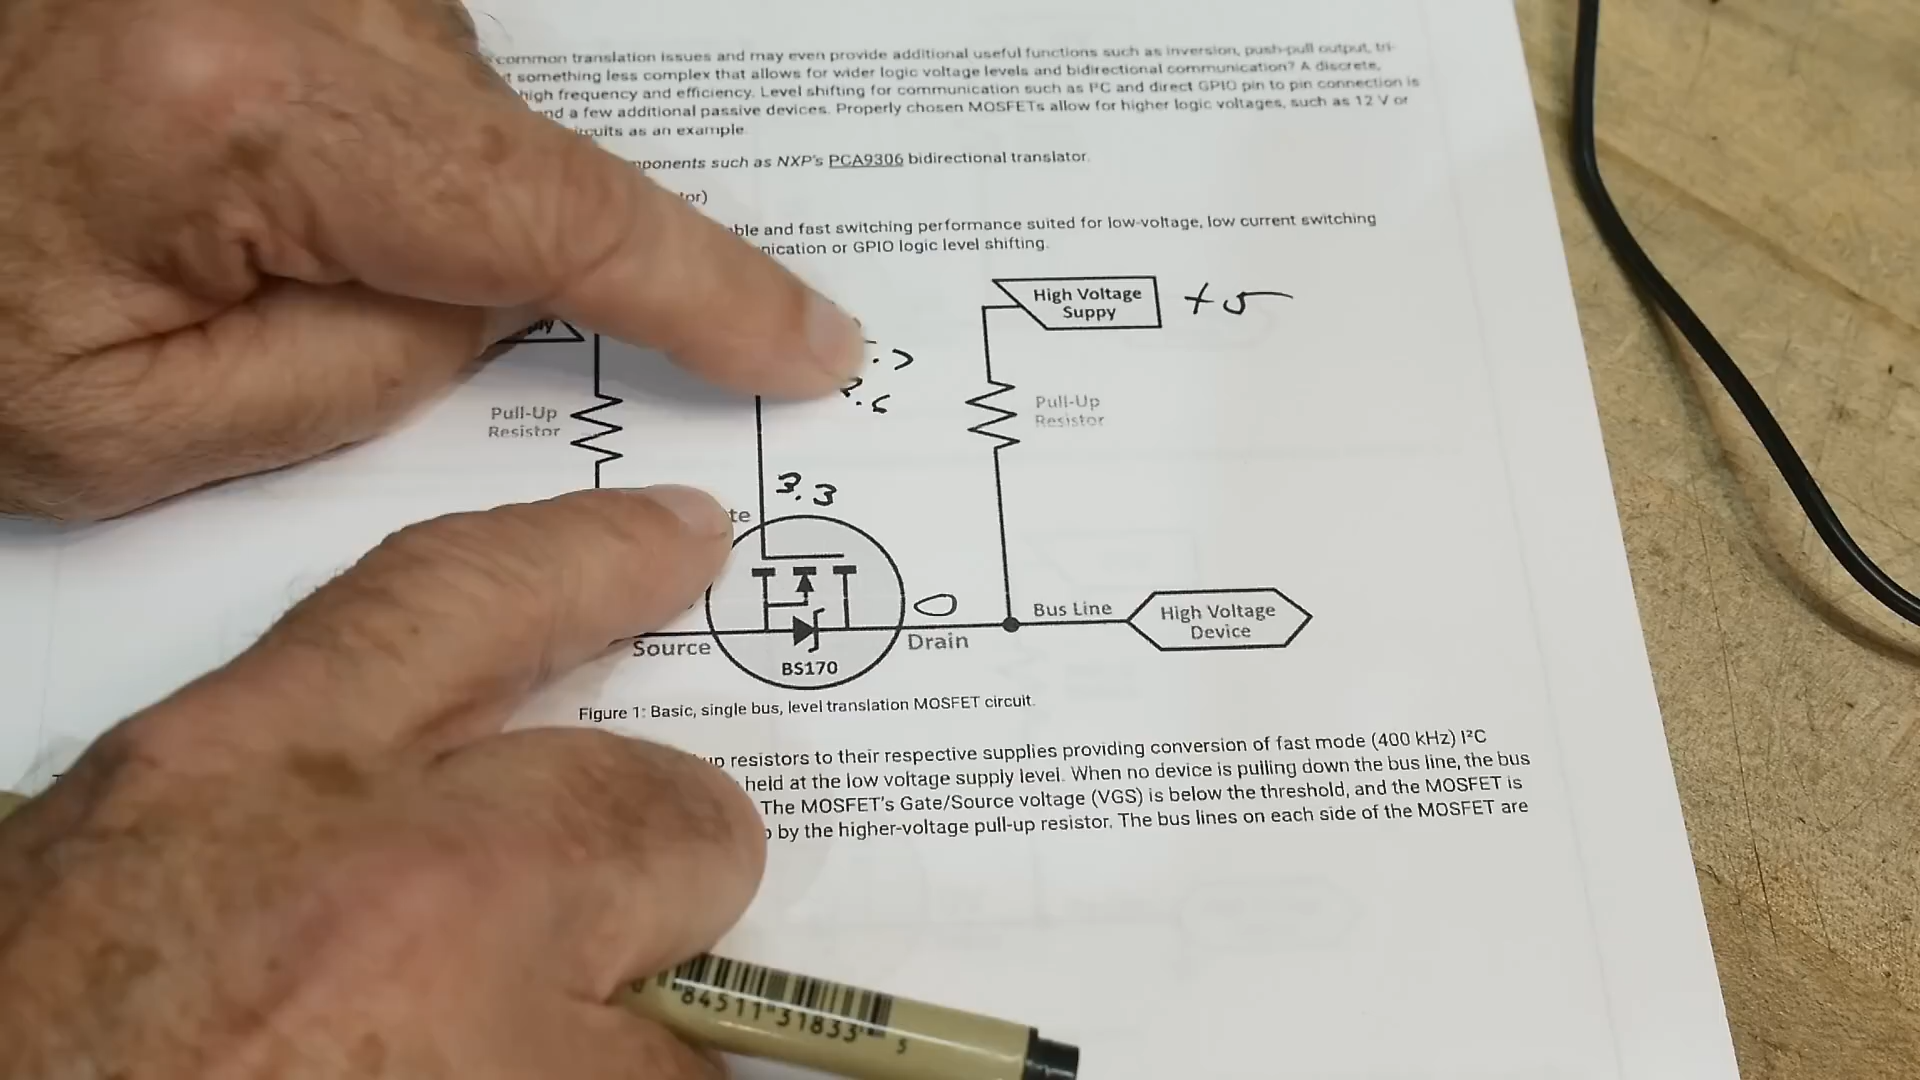 common translation issues and may even provide additional useful functions such as inversion, push-pull output, tri-
something less complex that allows for wider logic voltage levels and bidirectional communication? A discrete,
high frequency and efficiency. Level shifting for communication such as I²C and direct GPIO pin to pin connection is
and a few additional passive devices. Properly chosen MOSFETs allow for higher logic voltages, such as 12 V or
as an example.
such as NXP's PCA9306 bidirectional translator.
and fast switching performance suited for low-voltage, low current switching
or GPIO logic level shifting.
High Voltage
Suppy
+5
Pull-Up
Resistor
Pull-Up
Resistor
3.3
0
Source
Drain
BS170
Bus Line
High Voltage
Device
Figure 1: Basic, single bus, level translation MOSFET circuit.
resistors to their respective supplies providing conversion of fast mode (400 kHz) I²C
held at the low voltage supply level. When no device is pulling down the bus line, the bus
The MOSFET's Gate/Source voltage (VGS) is below the threshold, and the MOSFET is
by the higher-voltage pull-up resistor. The bus lines on each side of the MOSFET are
84511 31833 5